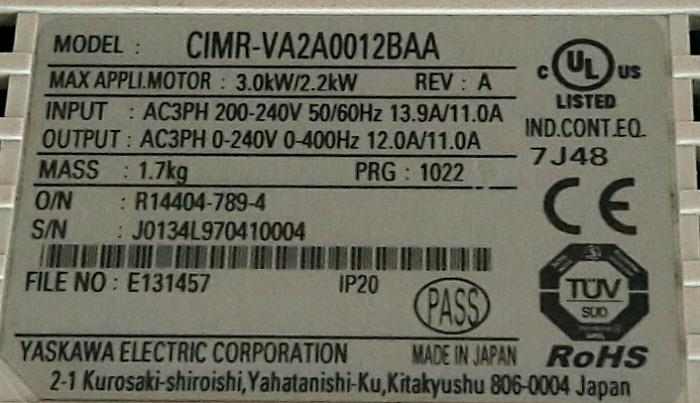 MODEL : CIMR-VA2A0012BAA
MAX APPLI.MOTOR : 3.0kW/2.2kW REV : A
INPUT : AC3PH 200-240V 50/60Hz 13.9A/11.0A
OUTPUT : AC3PH 0-240V 0-400Hz 12.0A/11.0A
MASS : 1.7kg PRG : 1022
O/N : R14404-789-4
S/N : J0134L970410004
FILE NO : E131457 IP20
PASS
YASKAWA ELECTRIC CORPORATION MADE IN JAPAN
2-1 Kurosaki-shiroishi,Yahatanishi-Ku,Kitakyushu 806-0004 Japan
C UL US
LISTED
IND.CONT.EQ.
7J48
CE
TÜV
SÜD
RoHS